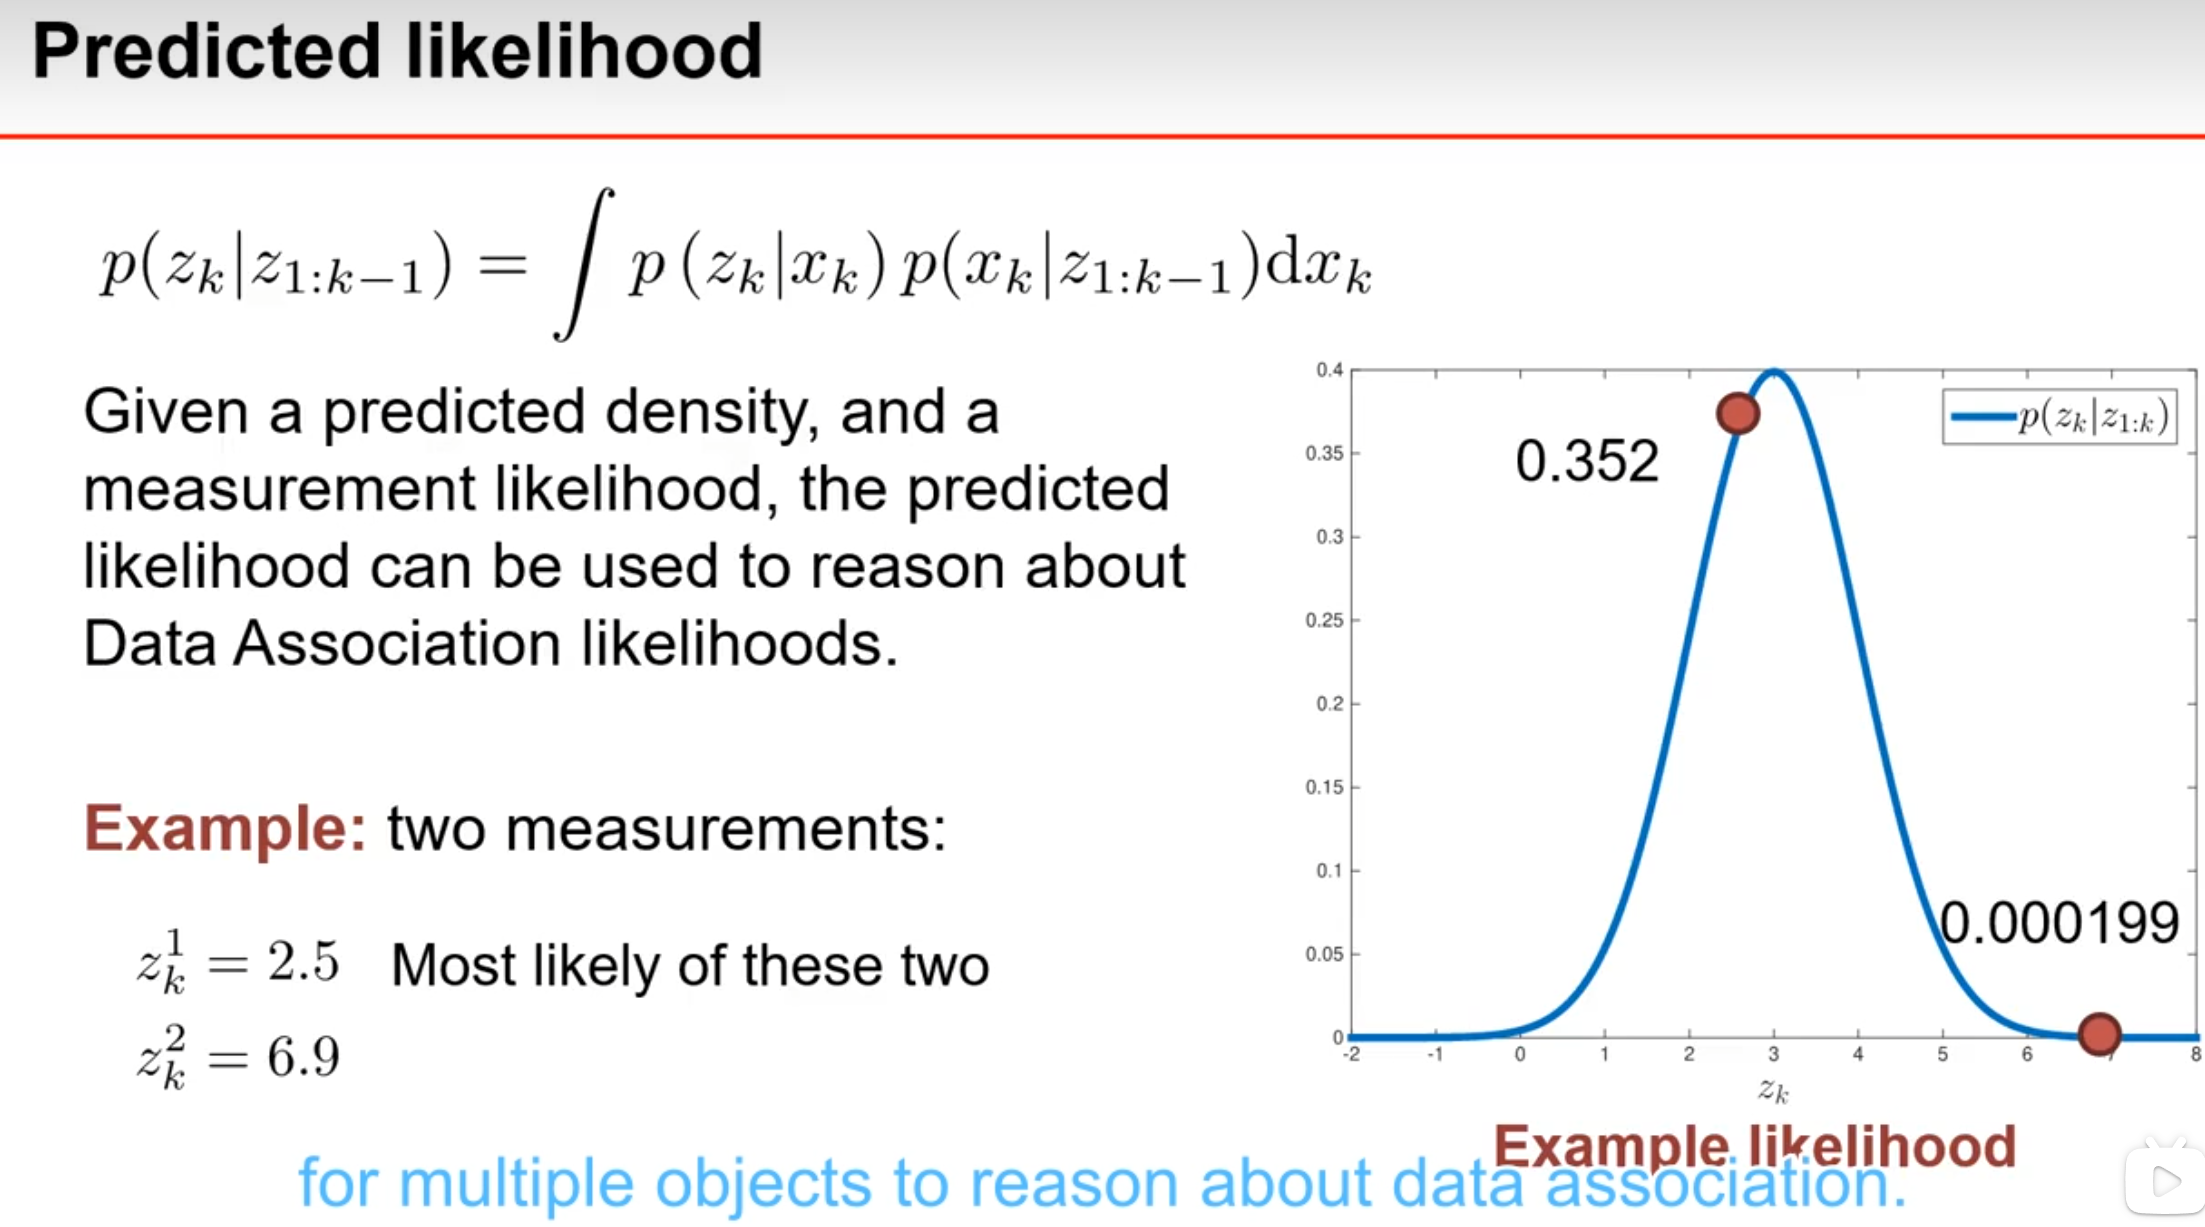 Predicted likelihood
p(z_k|z_{1:k−1}) = ∫ p (z_k|x_k) p(x_k|z_{1:k−1})dx_k
Given a predicted density, and a
measurement likelihood, the predicted
likelihood can be used to reason about
Data Association likelihoods.
Example: two measurements:
z_k^1 = 2.5 Most likely of these two
z_k^2 = 6.9
0.4
0.35
0.3
0.25
0.2
0.15
0.1
0.05
0
p(z_k|z_{1:k})
0.352
0.000199
-2 -1 0 1 2 3 4 5 6 7 8
z_k
Example likelihood
for multiple objects to reason about data association.